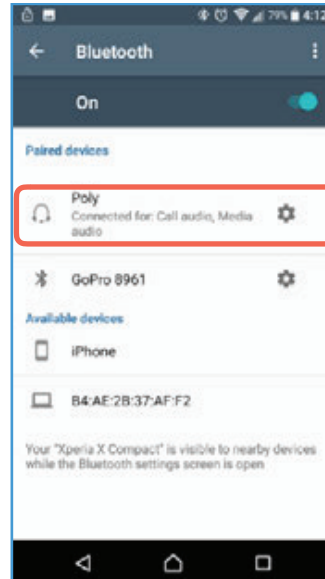 79% 4:12
Bluetooth
On
Paired devices
Poly
Connected for: Call audio, Media
audio
GoPro 8961
Available devices
iPhone
B4:AE:2B:37:AF:F2
Your "Xperia X Compact" is visible to nearby devices
while the Bluetooth settings screen is open